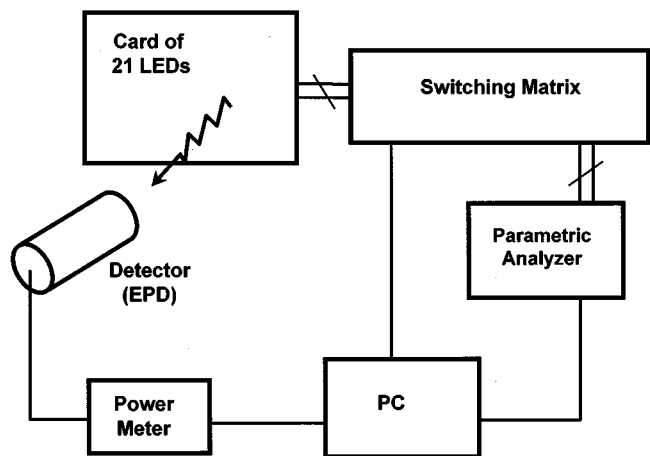 Card of
21 LEDs
Switching Matrix
Parametric
Analyzer
Detector
(EPD)
Power
Meter
PC